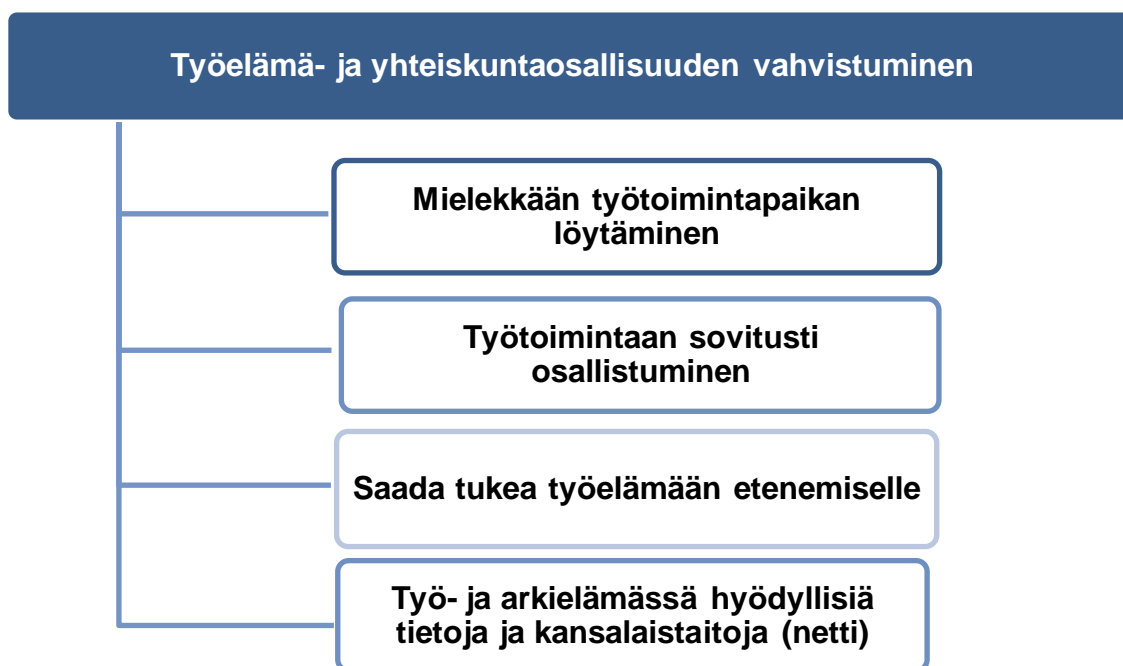 Työelämä- ja yhteiskuntaosallisuuden vahvistuminen
Mielekkään työtoimintapaikan
löytäminen
Työtoimintaan sovitusti
osallistuminen
Saada tukea työelämään etenemiselle
Työ- ja arkielämässä hyödyllisiä
tietoja ja kansalaistaitoja (netti)